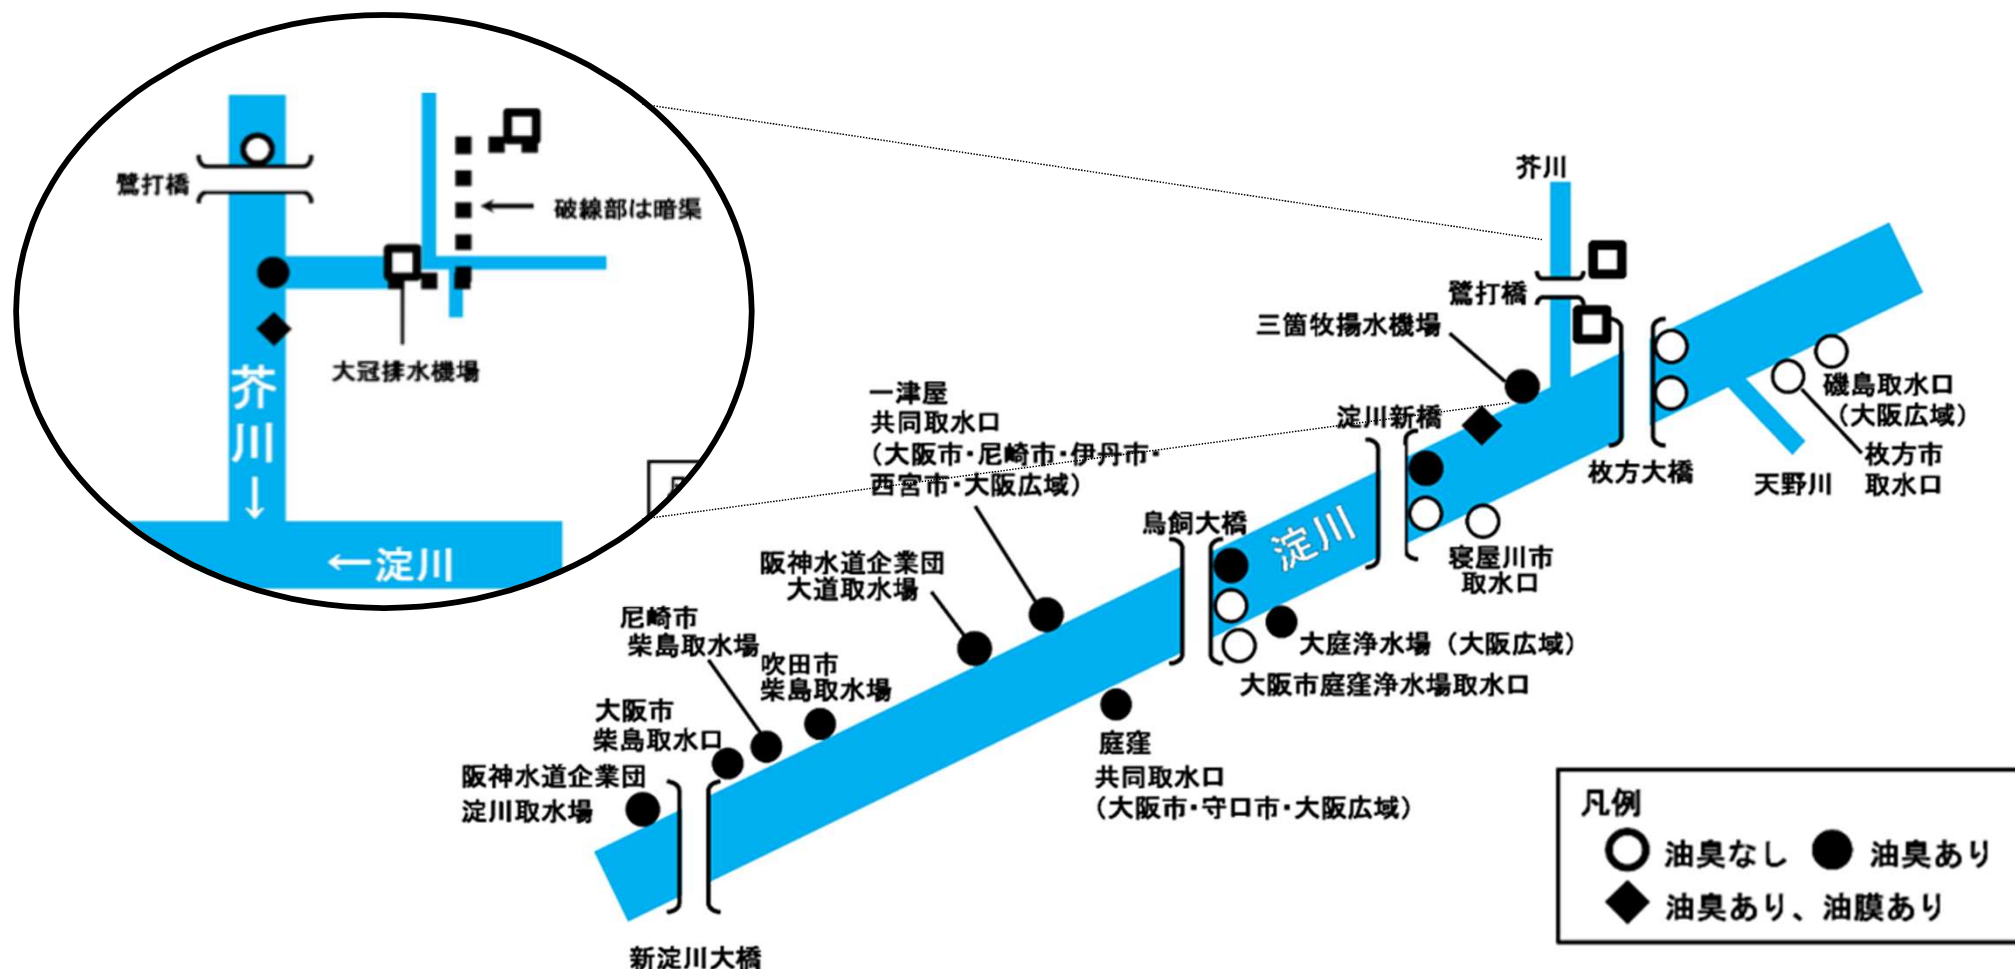 鷺打橋
破線部は暗渠
大冠排水機場
芥川
←淀川
芥川
鷺打橋
三箇牧揚水機場
淀川新橋
一津屋
共同取水口
（大阪市・尼崎市・伊丹市・
西宮市・大阪広域）
枚方大橋
天野川
磯島取水口
（大阪広域）
枚方市
取水口
鳥飼大橋
淀川
寝屋川市
取水口
阪神水道企業団
大道取水場
尼崎市
柴島取水場
吹田市
柴島取水場
大庭浄水場（大阪広域）
大阪市庭窪浄水場取水口
大阪市
柴島取水口
庭窪
共同取水口
（大阪市・守口市・大阪広域）
阪神水道企業団
淀川取水場
新淀川大橋
凡例
油臭なし 油臭あり
油臭あり、油膜あり